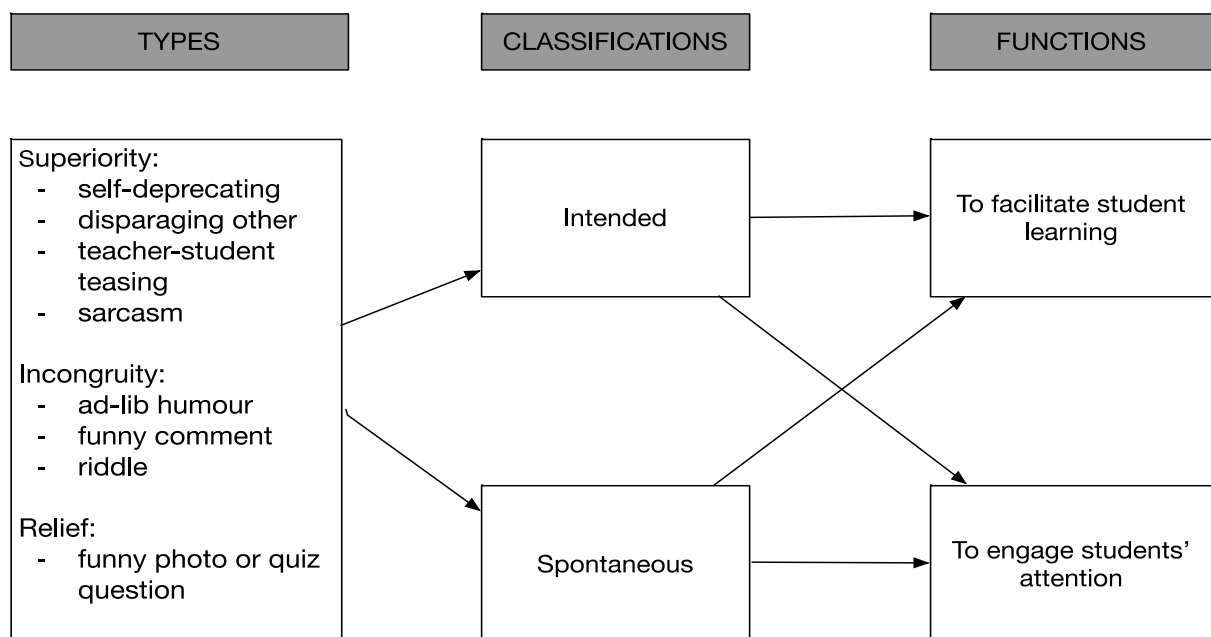 TYPES
CLASSIFICATIONS
FUNCTIONS
Superiority:
- self-deprecating
- disparaging other
- teacher-student
teasing
- sarcasm
Incongruity:
- ad-lib humour
- funny comment
- riddle
Relief:
- funny photo or quiz
question
Intended
Spontaneous
To facilitate student
learning
To engage students’
attention